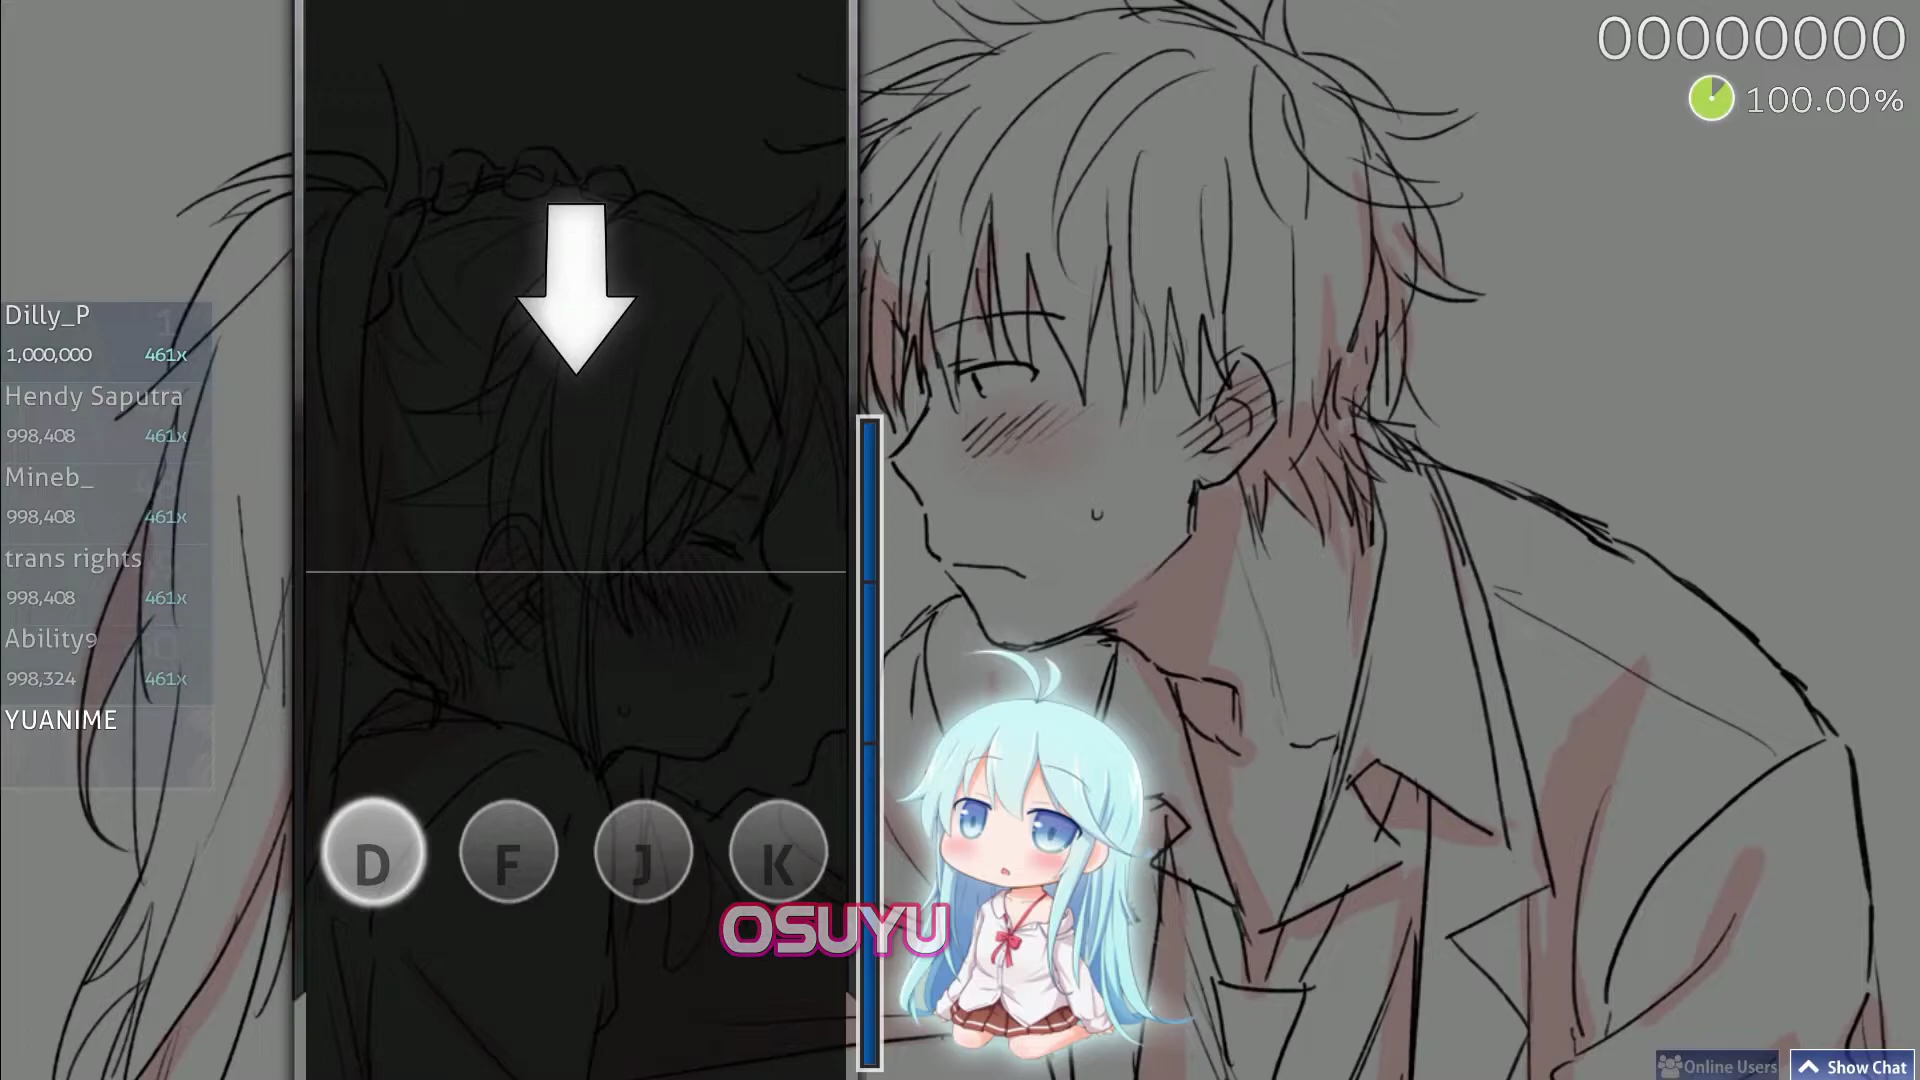 00000000
100.00%
Dilly_P
1,000,000 461x
Hendy Saputra
998,408 461x
Mineb_
998,408 461x
trans rights
998,408 461x
Ability9
998,324 461x
YUANIME
D F J K
OSUYU
Online Users
Show Chat